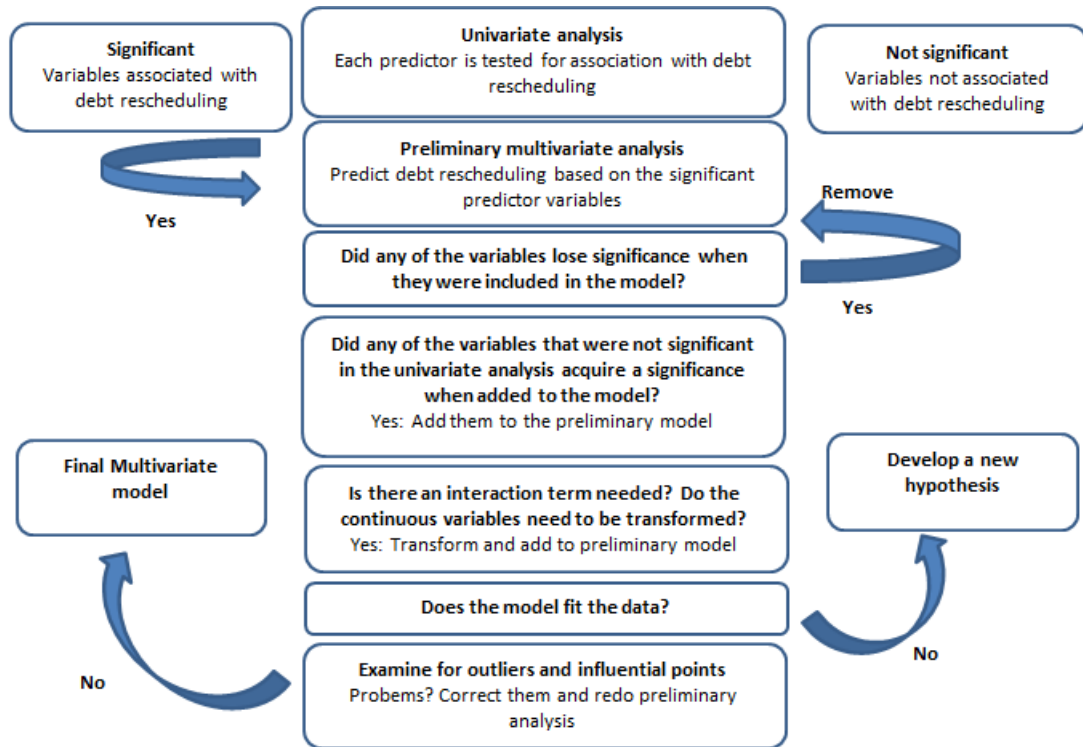 Significant
Variables associated with
debt rescheduling
Univariate analysis
Each predictor is tested for association with debt
rescheduling
Not significant
Variables not associated
with debt rescheduling
Yes
Preliminary multivariate analysis
Predict debt rescheduling based on the significant
predictor variables
Remove
Did any of the variables lose significance when
they were included in the model?
Yes
Did any of the variables that were not significant
in the univariate analysis acquire a significance
when added to the model?
Yes: Add them to the preliminary model
Final Multivariate
model
Develop a new
hypothesis
Is there an interaction term needed? Do the
continuous variables need to be transformed?
Yes: Transform and add to preliminary model
Does the model fit the data?
No
No
Examine for outliers and influential points
Probems? Correct them and redo preliminary
analysis